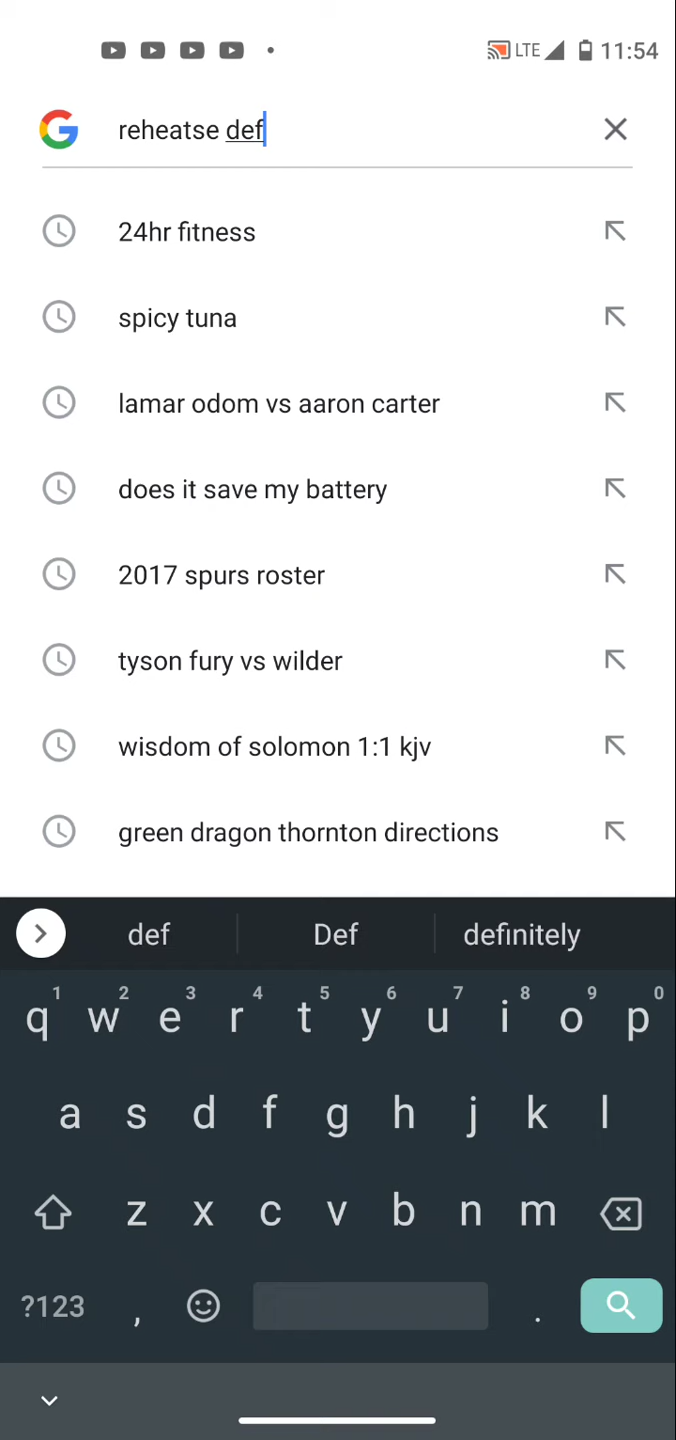 LTE 11:54
reheatse def
24hr fitness
spicy tuna
lamar odom vs aaron carter
does it save my battery
2017 spurs roster
tyson fury vs wilder
wisdom of solomon 1:1 kjv
green dragon thornton directions
def Def definitely
1 2 3 4 5 6 7 8 9 0
q w e r t y u i o p
a s d f g h j k l
z x c v b n m
?123 , .